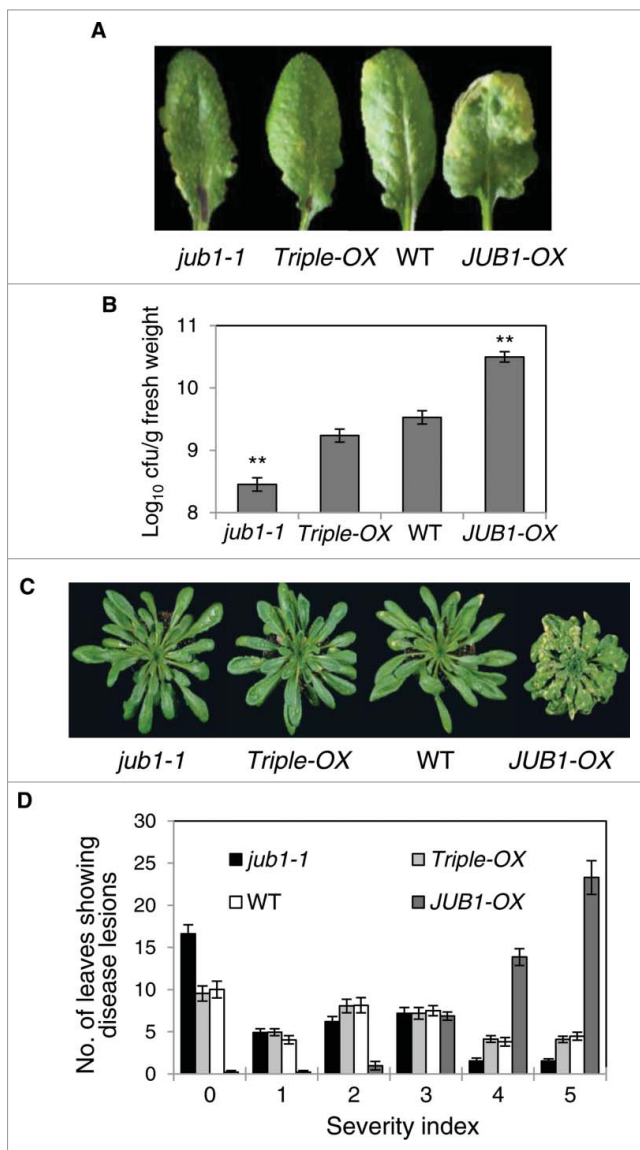 A
jub1-1 Triple-OX WT JUB1-OX
B
Log10 cfu/g fresh weight
11
10
9
8
**
**
jub1-1 Triple-OX WT JUB1-OX
C
jub1-1 Triple-OX WT JUB1-OX
D
No. of leaves showing
disease lesions
30
25
20
15
10
5
0
jub1-1 Triple-OX
WT JUB1-OX
0 1 2 3 4 5
Severity index